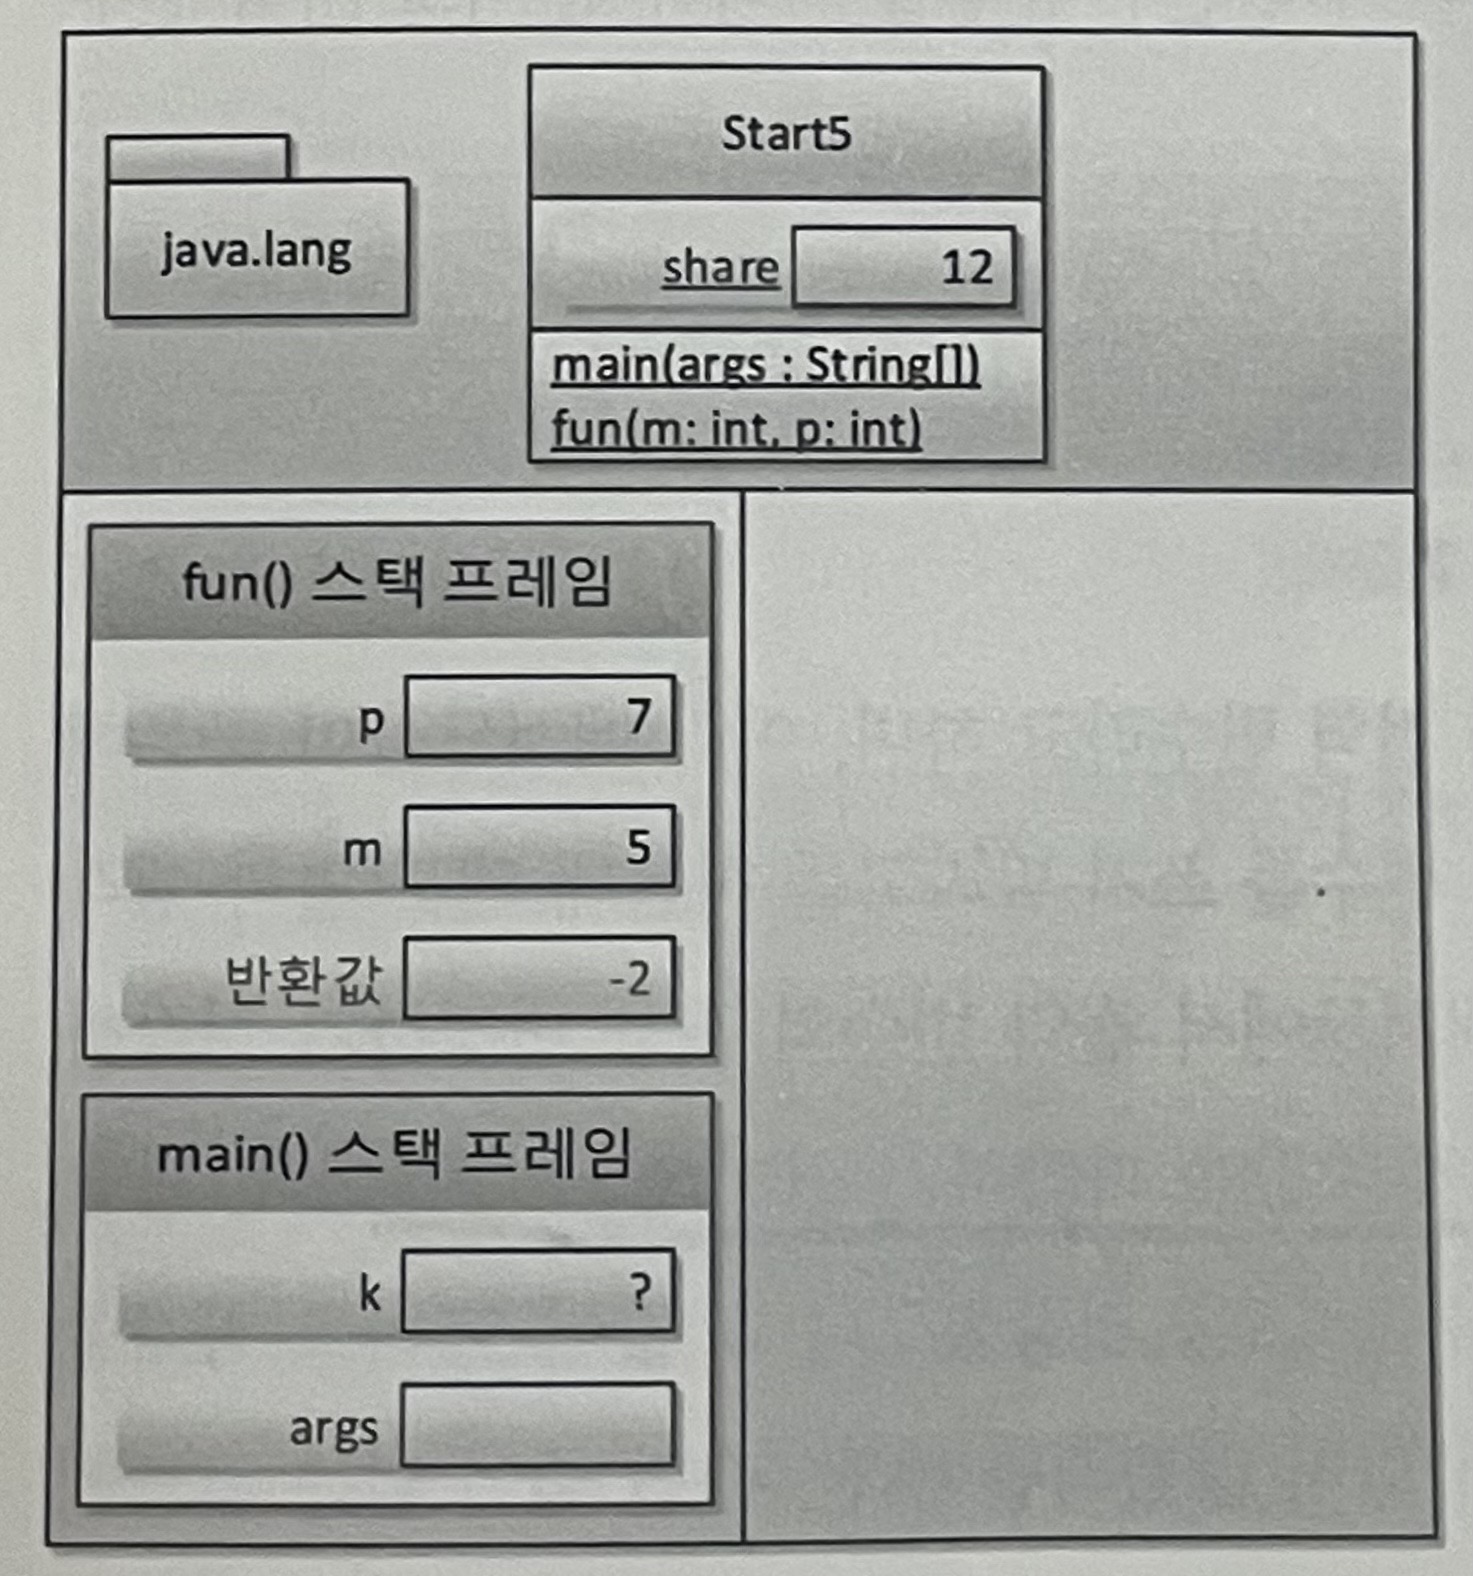 java.lang
Start5
share 12
main(args : String[])
fun(m: int, p: int)
fun() 스택 프레임
p 7
m 5
반환값 -2
main() 스택 프레임
k ?
args